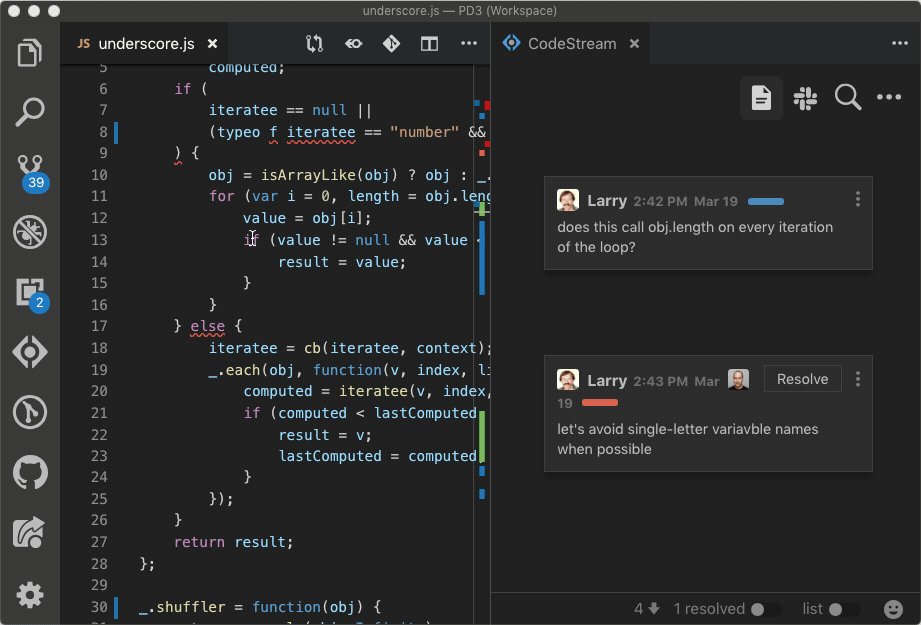 underscore.js — PD3 (Workspace)
JS underscore.js ×
CodeStream ×
5 computed;
6 if (
7 iteratee == null ||
8 (typeo f iteratee == "number" &&
9 ) {
10 obj = isArrayLike(obj) ? obj : _.
11 for (var i = 0, length = obj.leng
12 value = obj[i];
13 if (value != null && value <
14 result = value;
15 }
16 }
17 } else {
18 iteratee = cb(iteratee, context);
19 _.each(obj, function(v, index, li
20 computed = iteratee(v, index,
21 if (computed < lastComputed
22 result = v;
23 lastComputed = computed
24 }
25 });
26 }
27 return result;
28 };
29
30 _.shuffler = function(obj) {
39
2
Larry 2:42 PM Mar 19
does this call obj.length on every iteration
of the loop?
Larry 2:43 PM Mar
Resolve
19
let's avoid single-letter variavble names
when possible
4 1 resolved list